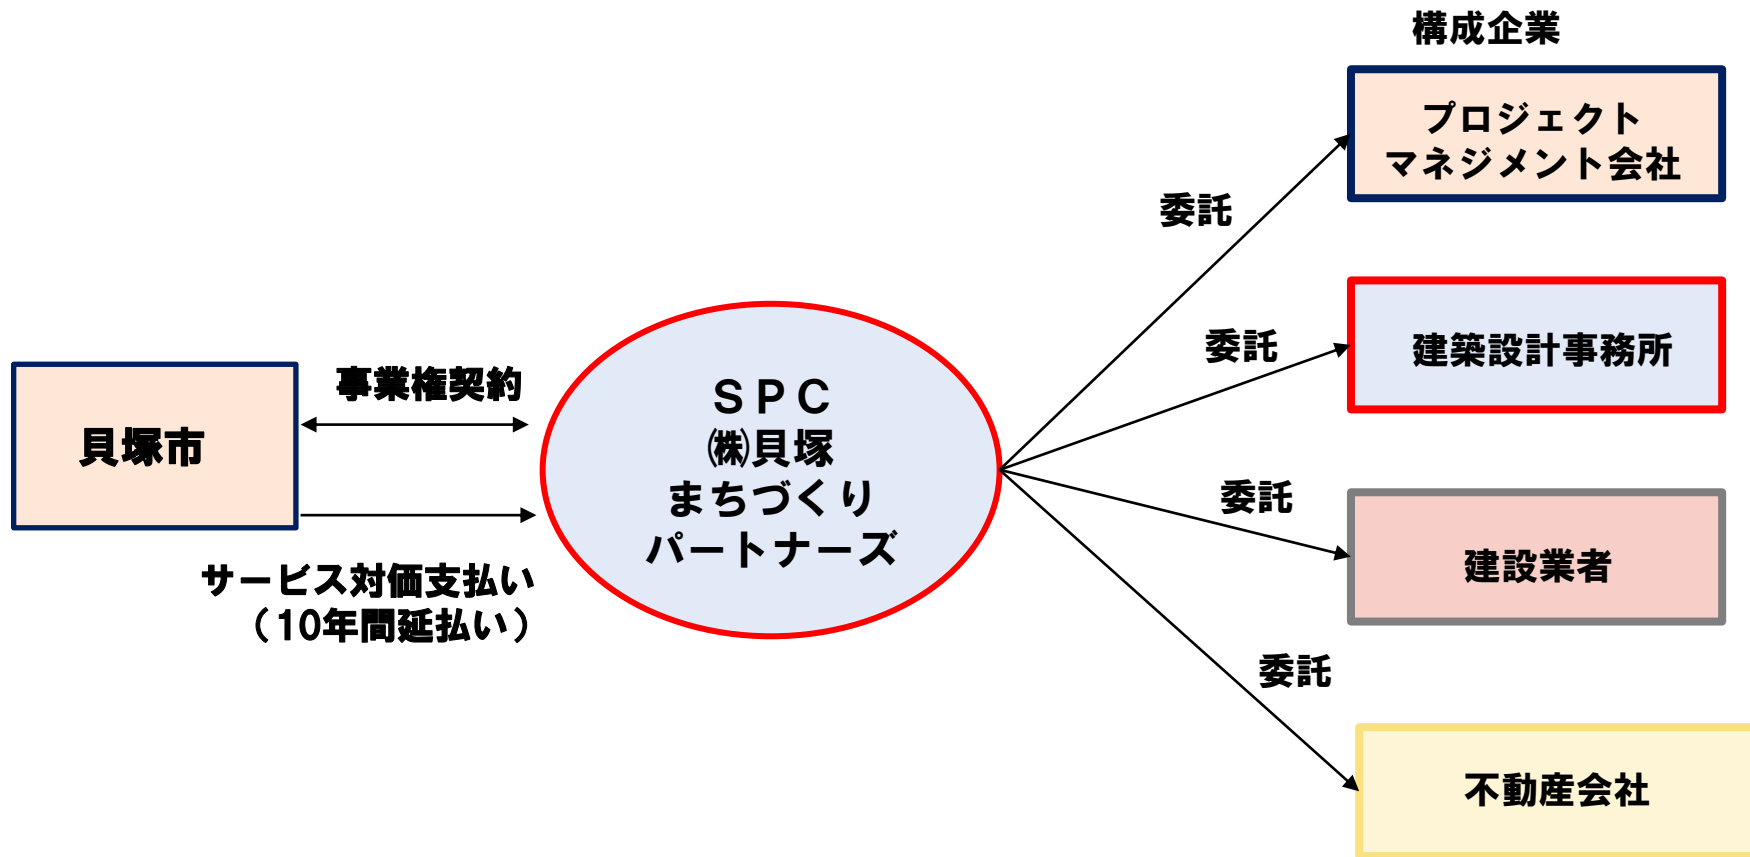 構成企業
プロジェクト
マネジメント会社
委託
委託
建築設計事務所
事業権契約
貝塚市
ＳＰＣ
㈱貝塚
まちづくり
パートナーズ
委託
建設業者
サービス対価支払い
（10年間延払い）
委託
不動産会社